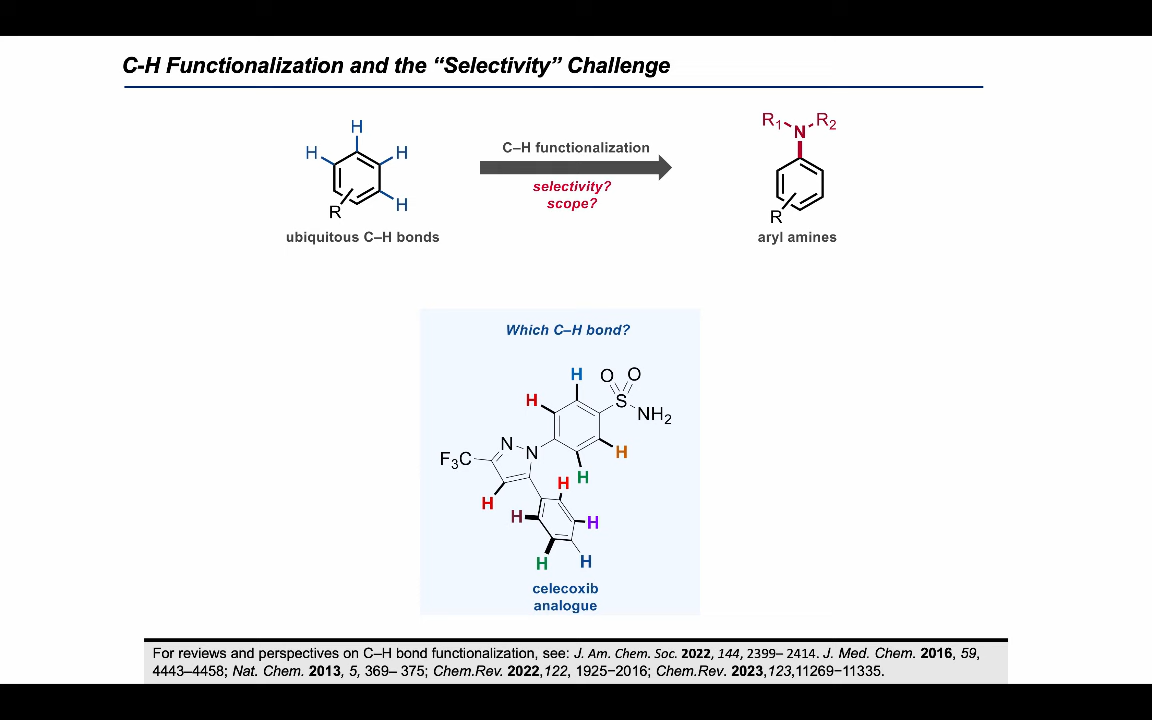 C-H Functionalization and the “Selectivity” Challenge
H
H
H
H
R
ubiquitous C–H bonds
C–H functionalization
selectivity?
scope?
R1 R2
N
R
aryl amines
Which C–H bond?
H
O O
H
S
NH2
N
N
F3C
H
H
H
H
H
H
H
H
celecoxib
analogue
For reviews and perspectives on C–H bond functionalization, see: J. Am. Chem. Soc. 2022, 144, 2399– 2414. J. Med. Chem. 2016, 59,
4443–4458; Nat. Chem. 2013, 5, 369– 375; Chem.Rev. 2022,122, 1925−2016; Chem.Rev. 2023,123,11269−11335.